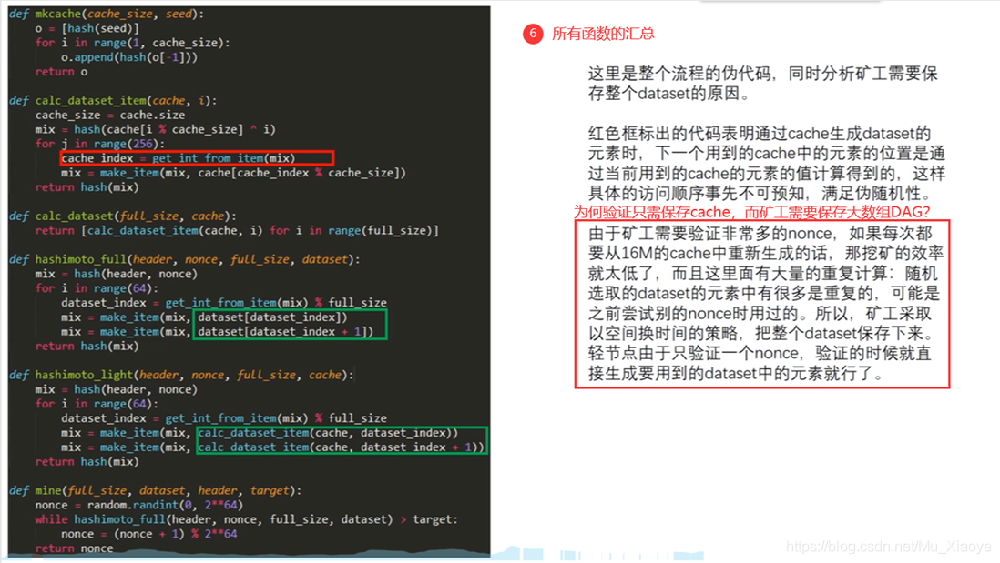 def mkcache(cache_size, seed):
    o = [hash(seed)]
    for i in range(1, cache_size):
        o.append(hash(o[-1]))
    return o
def calc_dataset_item(cache, i):
    cache_size = cache.size
    mix = hash(cache[i % cache_size] ^ i)
    for j in range(256):
        cache_index = get_int_from_item(mix)
        mix = make_item(mix, cache[cache_index % cache_size])
    return hash(mix)
def calc_dataset(full_size, cache):
    return [calc_dataset_item(cache, i) for i in range(full_size)]
def hashimoto_full(header, nonce, full_size, dataset):
    mix = hash(header, nonce)
    for i in range(64):
        dataset_index = get_int_from_item(mix) % full_size
        mix = make_item(mix, dataset[dataset_index])
        mix = make_item(mix, dataset[dataset_index + 1])
    return hash(mix)
def hashimoto_light(header, nonce, full_size, cache):
    mix = hash(header, nonce)
    for i in range(64):
        dataset_index = get_int_from_item(mix) % full_size
        mix = make_item(mix, calc_dataset_item(cache, dataset_index))
        mix = make_item(mix, calc_dataset_item(cache, dataset_index + 1))
    return hash(mix)
def mine(full_size, dataset, header, target):
    nonce = random.randint(0, 2**64)
    while hashimoto_full(header, nonce, full_size, dataset) > target:
        nonce = (nonce + 1) % 2**64
    return nonce
6 所有函数的汇总
这里是整个流程的伪代码，同时分析矿工需要保
存整个dataset的原因。
红色框标出的代码表明通过cache生成dataset的
元素时，下一个用到的cache中的元素的位置是通
过当前用到的cache的元素的值计算得到的，这样
具体的访问顺序事先不可预知，满足伪随机性。
为何验证只需保存cache，而矿工需要保存大数组DAG?
由于矿工需要验证非常多的nonce，如果每次都
要从16M的cache中重新生成的话，那挖矿的效率
就太低了，而且这里面有大量的重复计算：随机
选取的dataset的元素中有很多是重复的，可能是
之前尝试别的nonce时用过的。所以，矿工采取
以空间换时间的策略，把整个dataset保存下来。
轻节点由于只验证一个nonce，验证的时候就直
接生成要用到的dataset中的元素就行了。
https://blog.csdn.net/Mu_Xiaoye